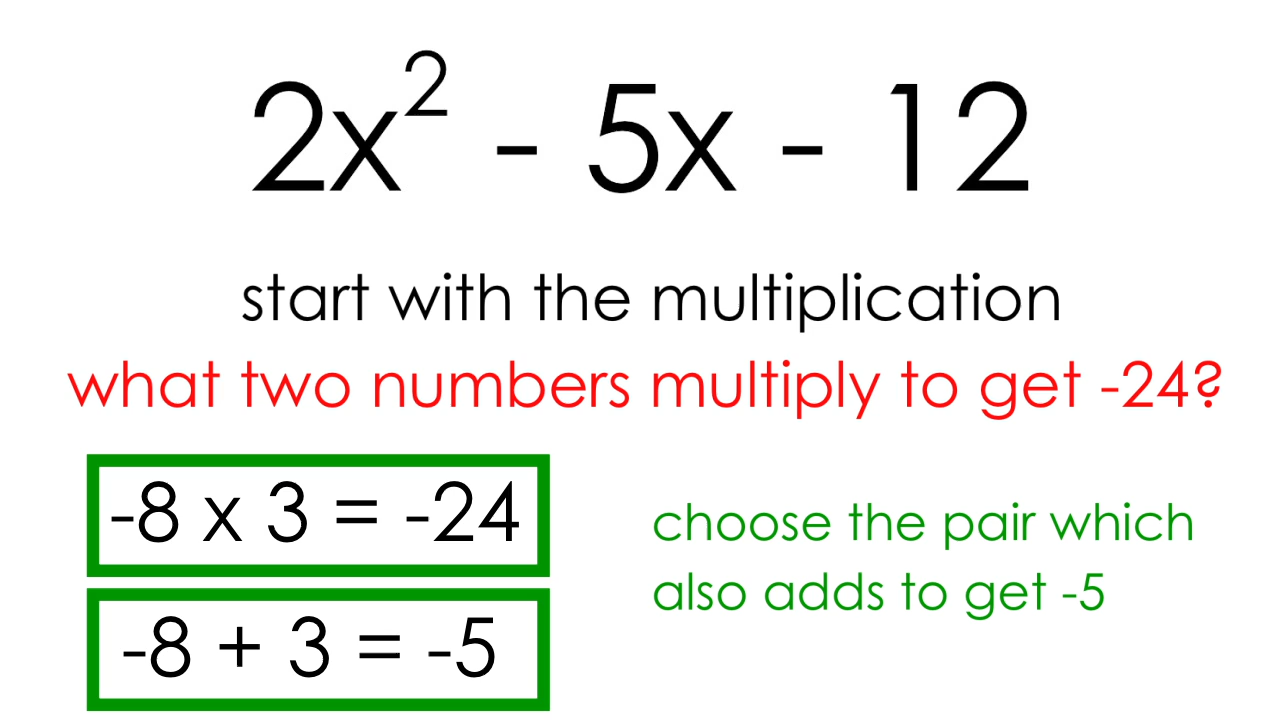 2x² - 5x - 12
start with the multiplication
what two numbers multiply to get -24?
-8 x 3 = -24
-8 + 3 = -5
choose the pair which
also adds to get -5